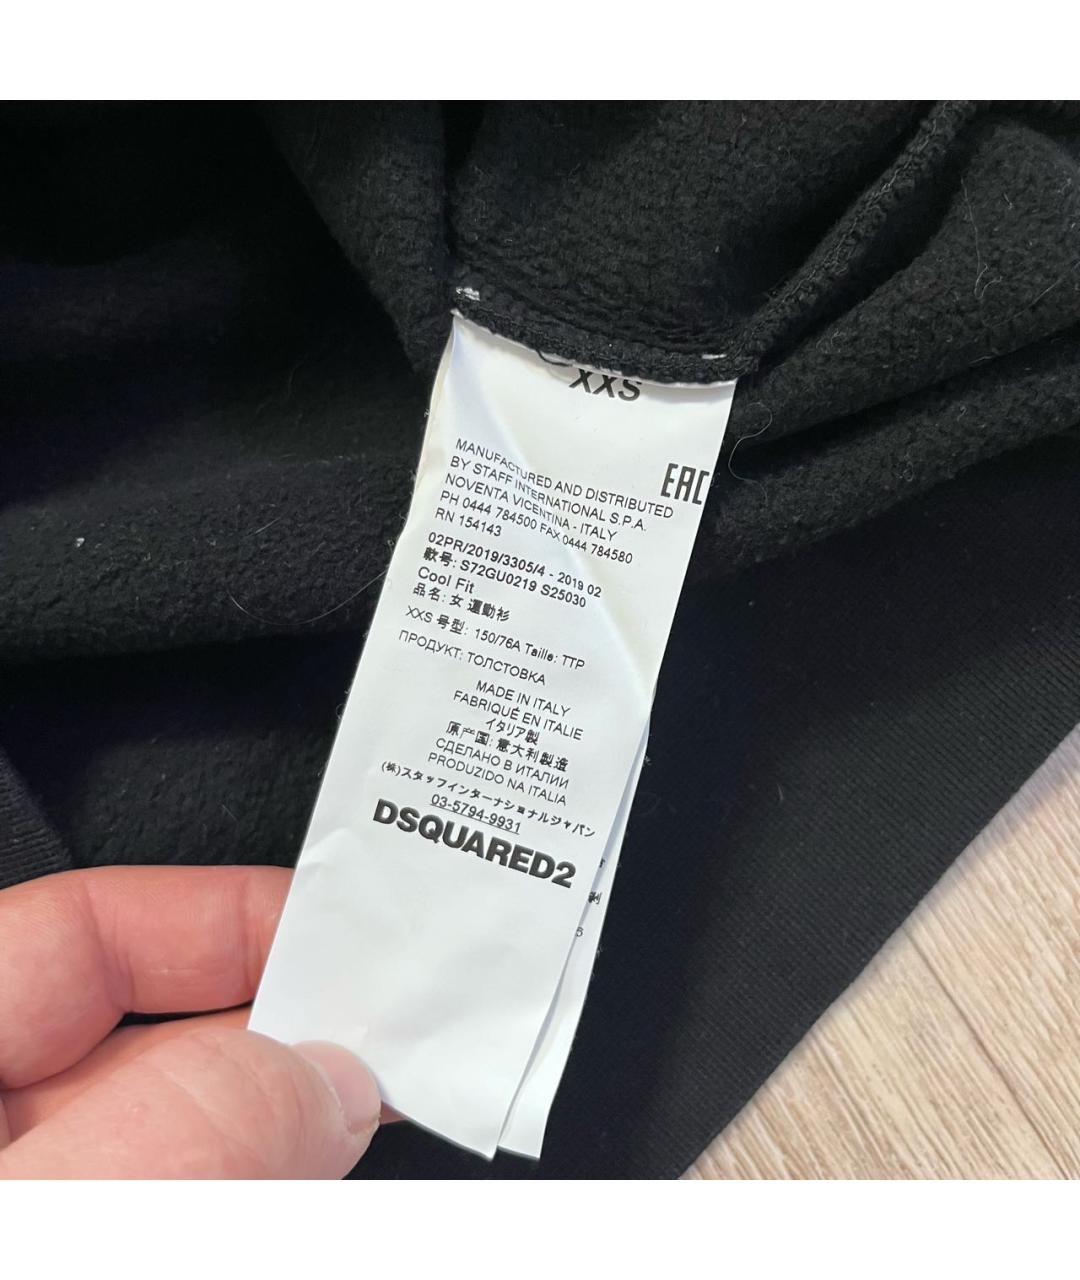 XXS
MANUFACTURED AND DISTRIBUTED
BY STAFF INTERNATIONAL S.P.A.
NOVENTA VICENTINA - ITALY
PH 0444 784500 FAX 0444 784580
RN 154143
EAC
02PR/2019/3305/4 - 2019 02
款号: S72GU0219 S25030
Cool Fit
品名: 女 運動衫
XXS 号型: 150/76A Taille: TTP
ПРОДУКТ: ТОЛСТОВКА
MADE IN ITALY
FABRIQUÉ EN ITALIE
イタリア製
原产国: 意大利製造
СДЕЛАНО В ИТАЛИИ
PRODUZIDO NA ITALIA
(株)スタッフインターナショナルジャパン
03-5794-9931
DSQUARED2